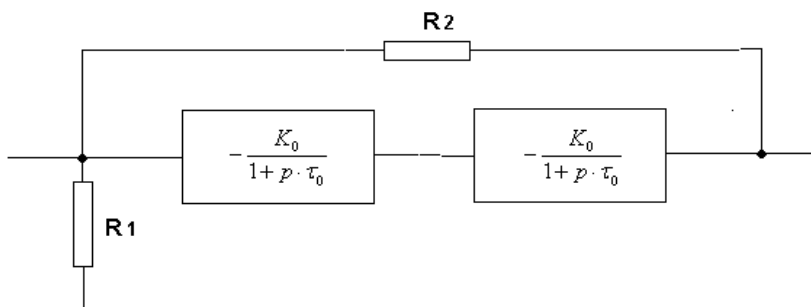 R2
- K₀ / (1 + p · τ₀)
- K₀ / (1 + p · τ₀)
R1